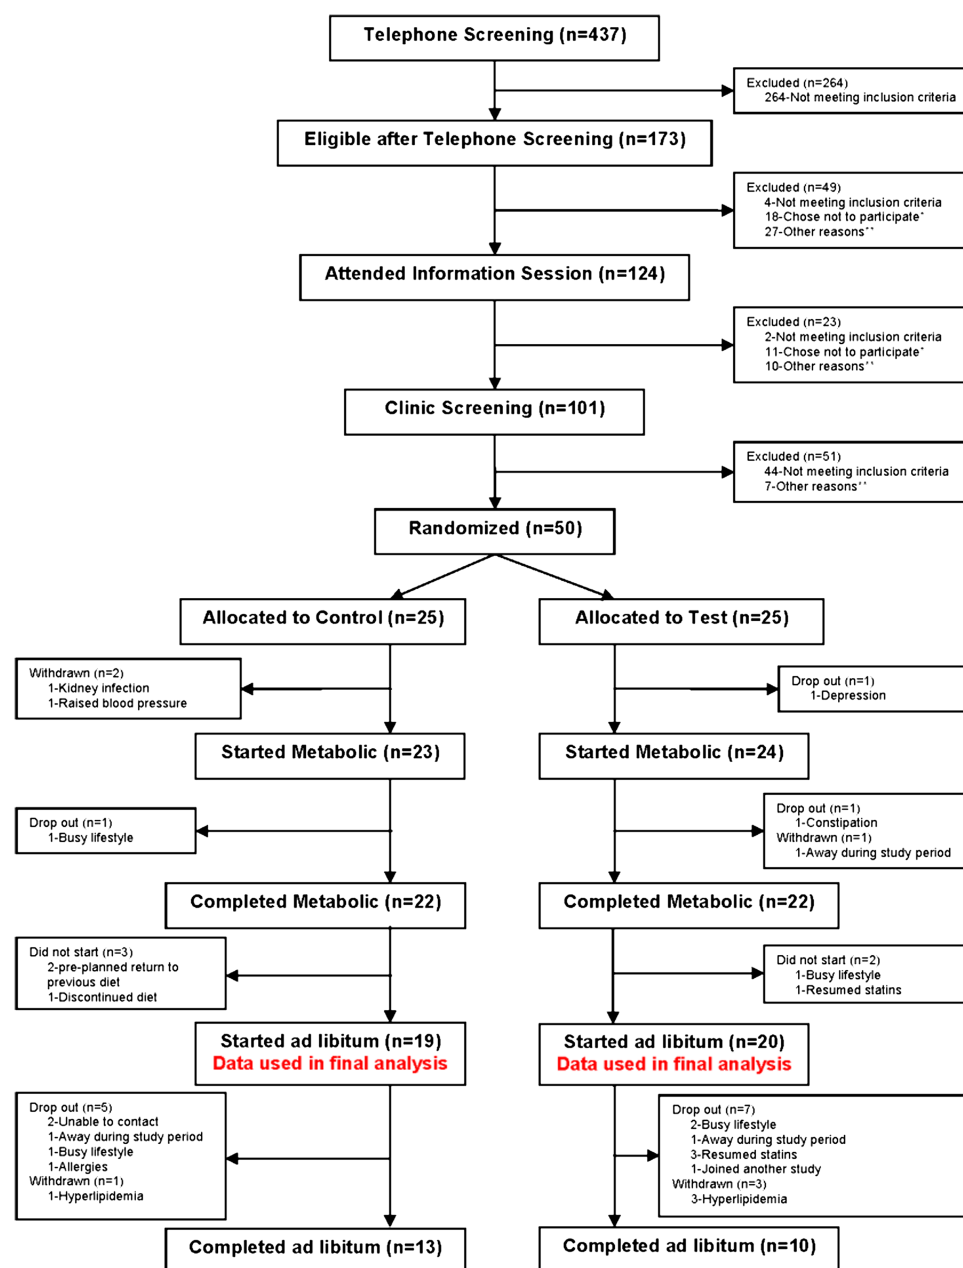 Telephone Screening (n=437)
Excluded (n=264)
264-Not meeting inclusion criteria
Eligible after Telephone Screening (n=173)
Excluded (n=49)
4-Not meeting inclusion criteria
18-Chose not to participate*
27-Other reasons**
Attended Information Session (n=124)
Excluded (n=23)
2-Not meeting inclusion criteria
11-Chose not to participate*
10-Other reasons**
Clinic Screening (n=101)
Excluded (n=51)
44-Not meeting inclusion criteria
7-Other reasons**
Randomized (n=50)
Allocated to Control (n=25)
Allocated to Test (n=25)
Withdrawn (n=2)
1-Kidney infection
1-Raised blood pressure
Drop out (n=1)
1-Depression
Started Metabolic (n=23)
Started Metabolic (n=24)
Drop out (n=1)
1-Busy lifestyle
Drop out (n=1)
1-Constipation
Withdrawn (n=1)
1-Away during study period
Completed Metabolic (n=22)
Completed Metabolic (n=22)
Did not start (n=3)
2-pre-planned return to
previous diet
1-Discontinued diet
Did not start (n=2)
1-Busy lifestyle
1-Resumed statins
Started ad libitum (n=19)
Data used in final analysis
Started ad libitum (n=20)
Data used in final analysis
Drop out (n=5)
2-Unable to contact
1-Away during study period
1-Busy lifestyle
1-Allergies
Withdrawn (n=1)
1-Hyperlipidemia
Drop out (n=7)
2-Busy lifestyle
1-Away during study period
3-Resumed statins
1-Joined another study
Withdrawn (n=3)
3-Hyperlipidemia
Completed ad libitum (n=13)
Completed ad libitum (n=10)